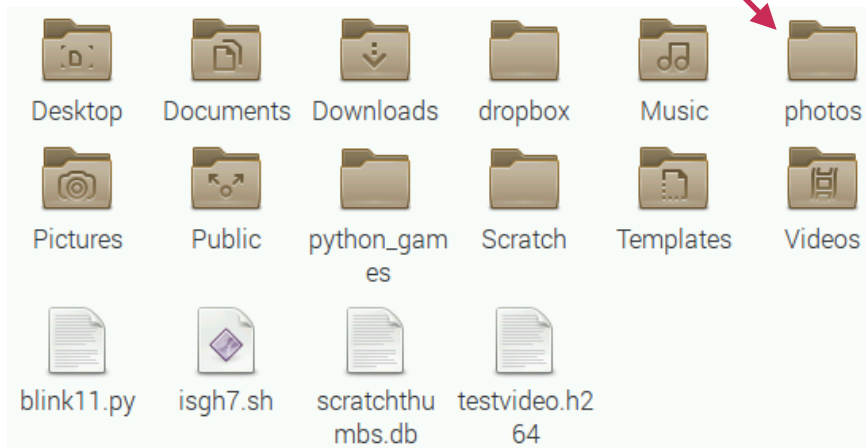 Desktop Documents Downloads dropbox Music photos
Pictures Public python_gam Scratch Templates Videos
es
blink11.py isgh7.sh scratchthu testvideo.h2
mbs.db 64